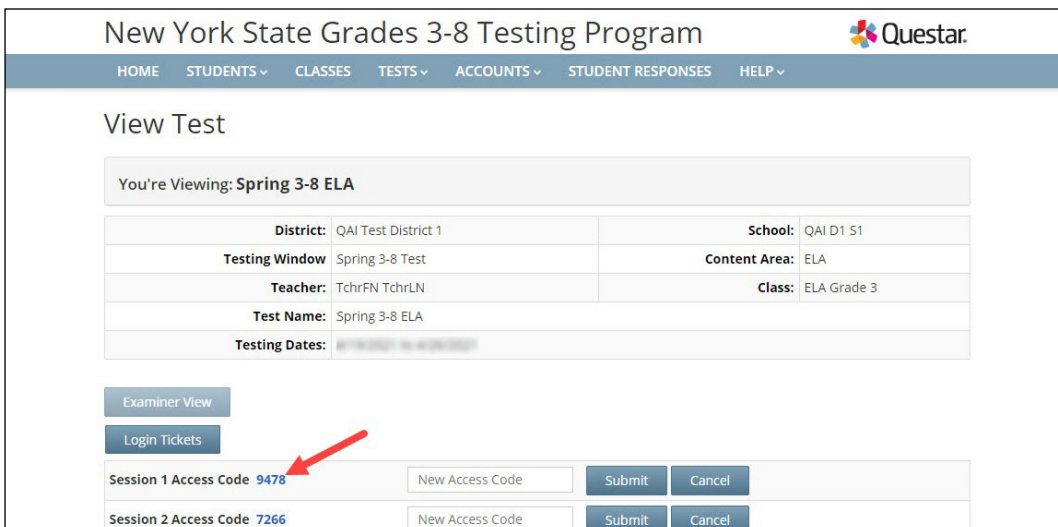 New York State Grades 3-8 Testing Program Questar
HOME STUDENTS CLASSES TESTS ACCOUNTS STUDENT RESPONSES HELP
View Test
You're Viewing: Spring 3-8 ELA
District: QAI Test District 1 School: QAI D1 S1
Testing Window Spring 3-8 Test Content Area: ELA
Teacher: TchrFN TchrLN Class: ELA Grade 3
Test Name: Spring 3-8 ELA
Testing Dates:
Examiner View
Login Tickets
Session 1 Access Code 9478 New Access Code Submit Cancel
Session 2 Access Code 7266 New Access Code Submit Cancel